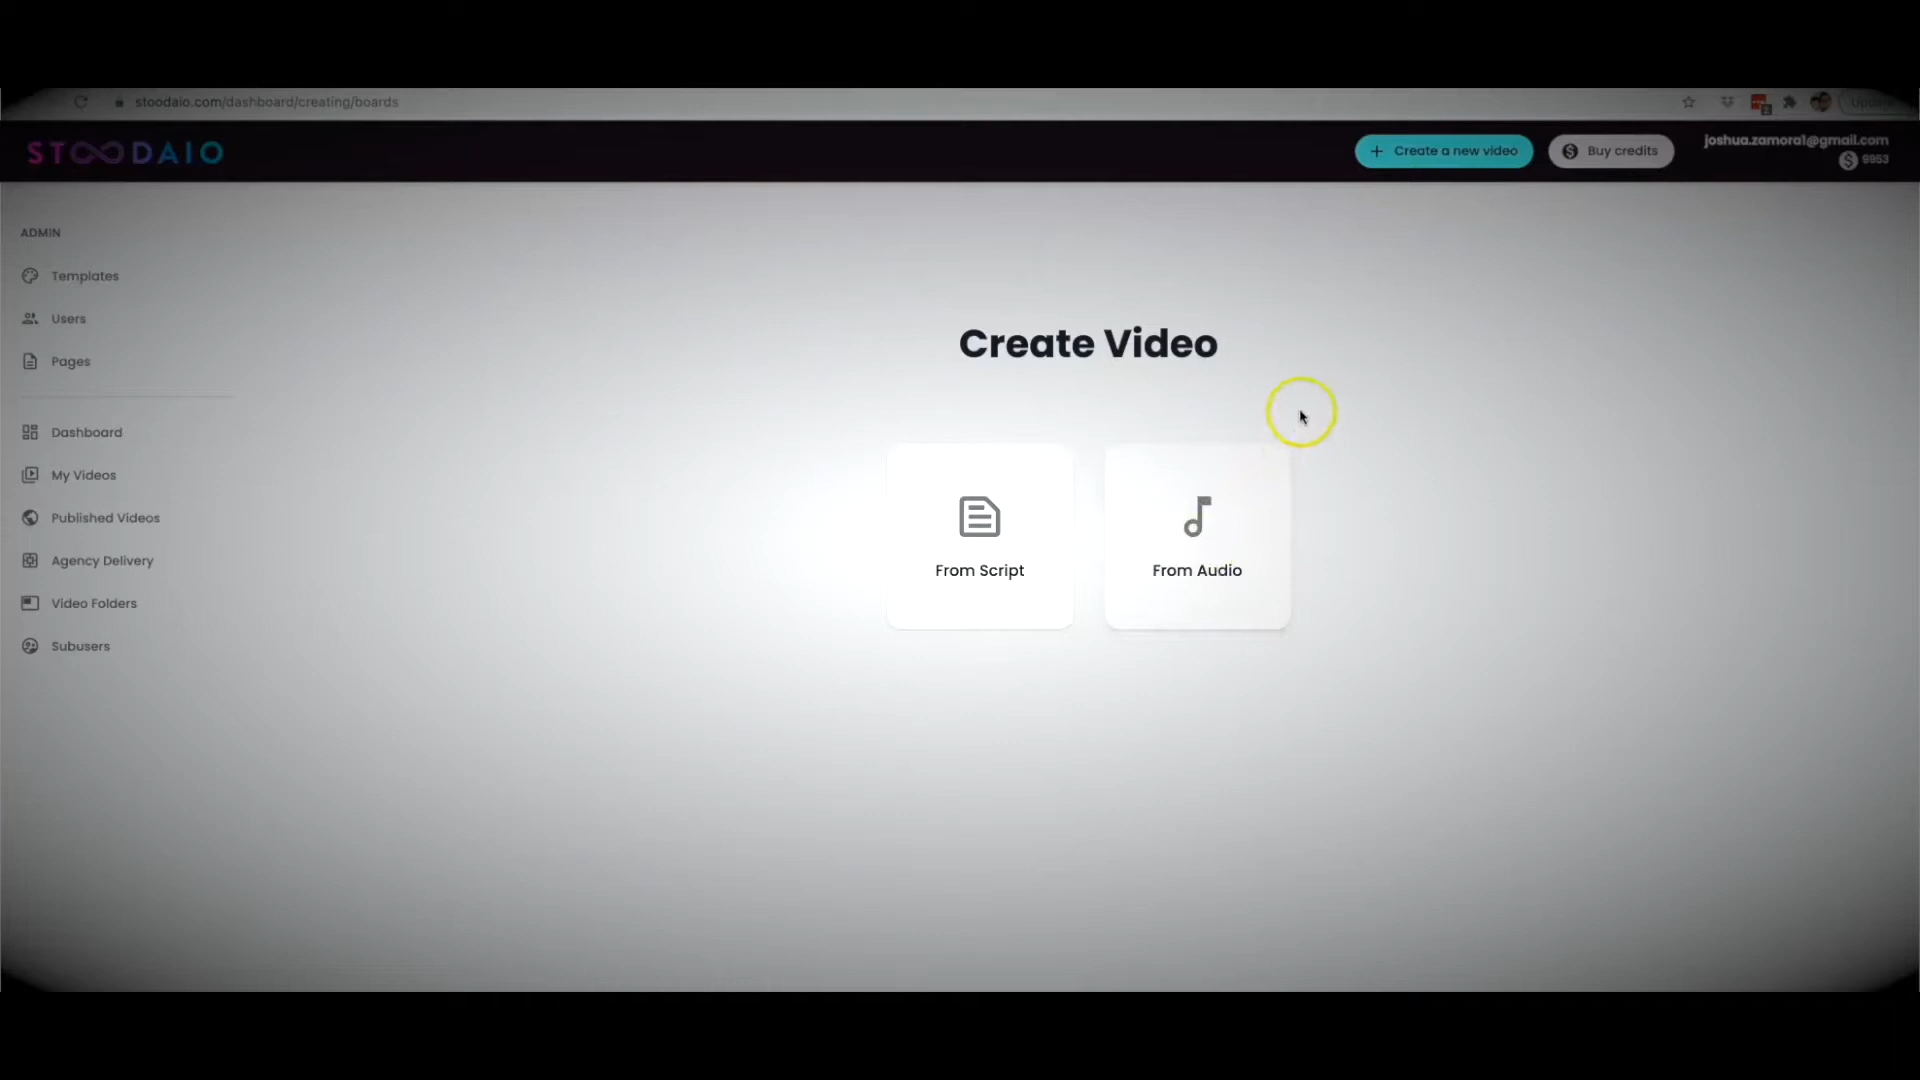 stoodaio.com/dashboard/creating/boards
STOODAIO
Create a new video
Buy credits
joshua.zamora1@gmail.com
9953
ADMIN
Templates
Users
Pages
Dashboard
My Videos
Published Videos
Agency Delivery
Video Folders
Subusers
Create Video
From Script
From Audio